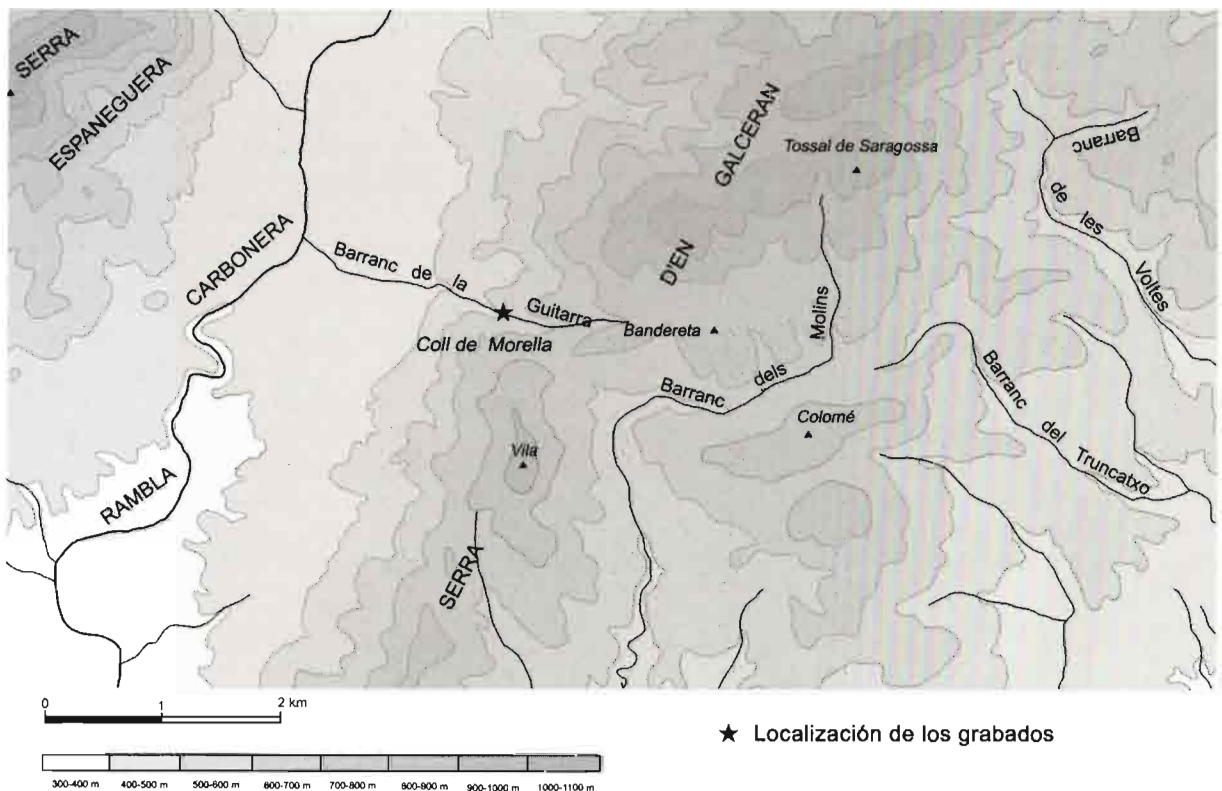 SERRA
ESPANEGUERA
GALCERAN
Tossal de Saragossa
Barranc
de les
Voltes
D'EN
CARBONERA
Barranc de la
Guitarra
Coll de Morella
Bandereta
Molins
Barranc dels
Barranc del Truncatxo
Colomé
Vila
RAMBLA
SERRA
0 1 2 km
★ Localización de los grabados
300-400 m 400-500 m 500-600 m 600-700 m 700-800 m 800-900 m 900-1000 m 1000-1100 m